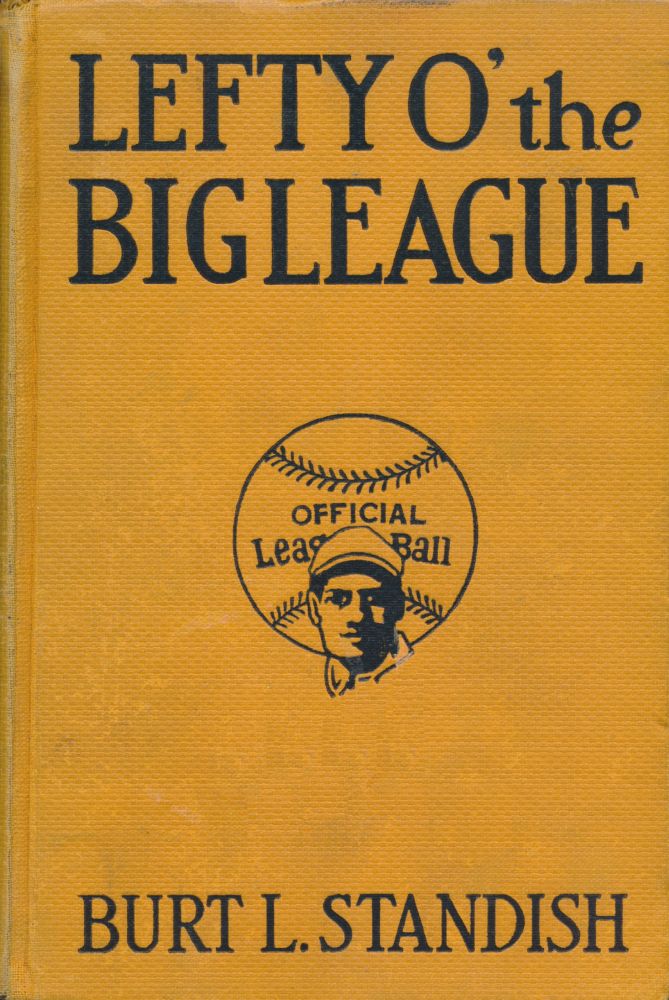 LEFTY O' the
BIG LEAGUE
OFFICIAL
Leag Ball
BURT L. STANDISH